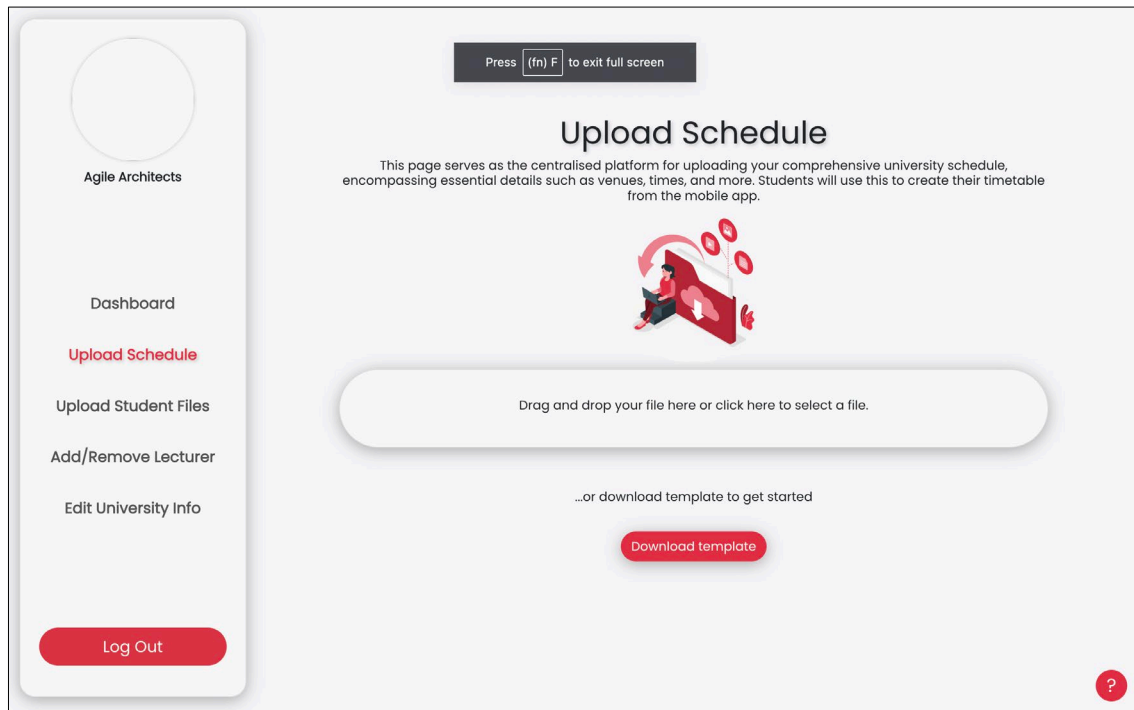 Agile Architects
Dashboard
Upload Schedule
Upload Student Files
Add/Remove Lecturer
Edit University Info
Log Out
Press (fn) F to exit full screen
Upload Schedule
This page serves as the centralised platform for uploading your comprehensive university schedule,
encompassing essential details such as venues, times, and more. Students will use this to create their timetable
from the mobile app.
Drag and drop your file here or click here to select a file.
...or download template to get started
Download template
?